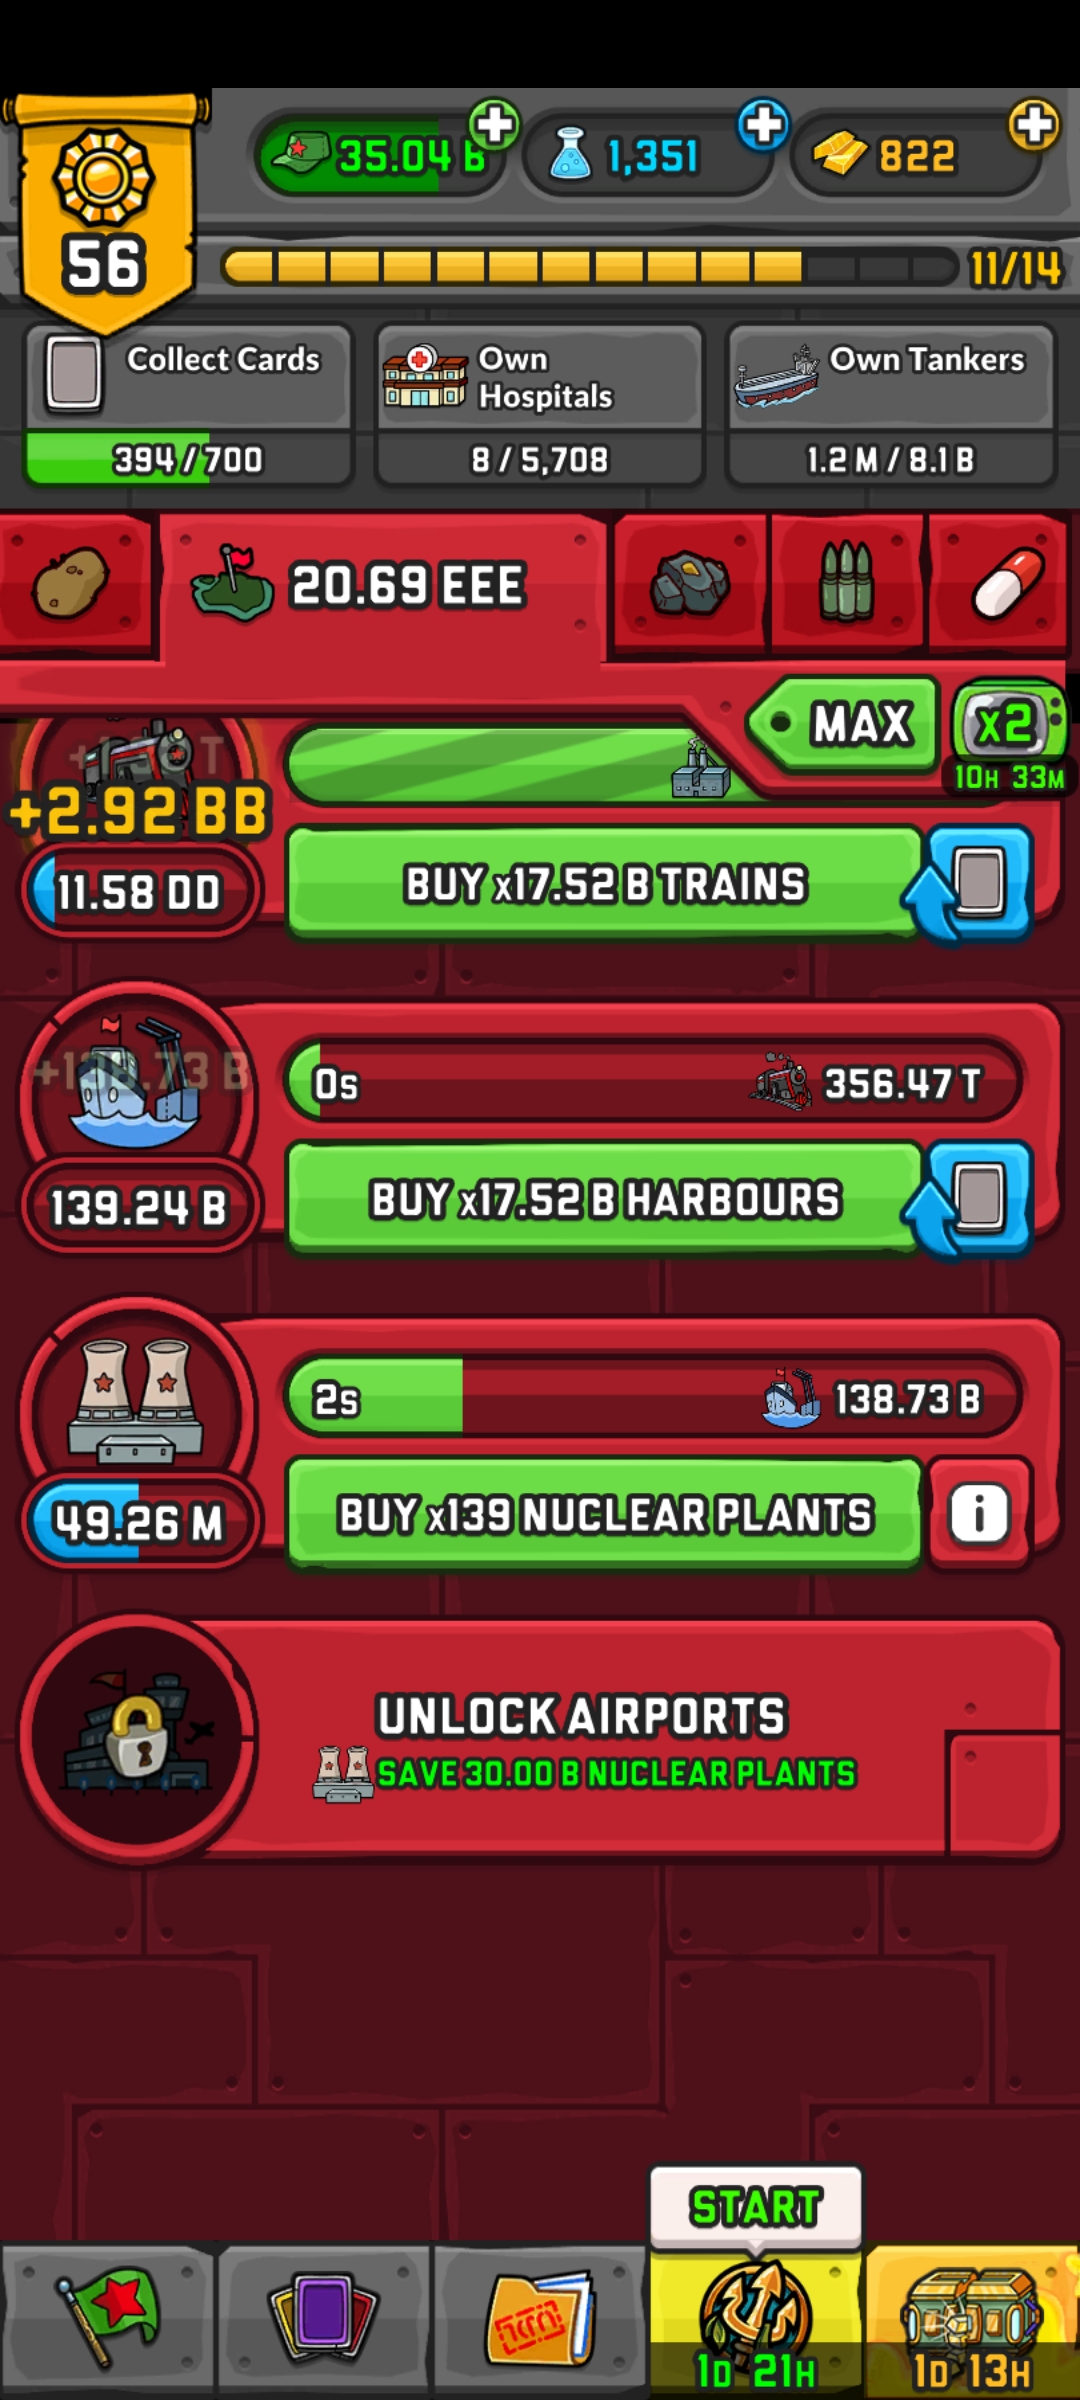 56
35.04 B
1,351
822
11/14
Collect Cards
394/700
Own
Hospitals
8/5,708
Own Tankers
1.2 M/8.1 B
20.69 EEE
MAX
x2
10H 33M
+2.92 BB
11.58 DD
BUY x17.52 B TRAINS
+138.73 B
0s
356.47 T
139.24 B
BUY x17.52 B HARBOURS
2s
138.73 B
49.26 M
BUY x139 NUCLEAR PLANTS
i
UNLOCK AIRPORTS
SAVE 30.00 B NUCLEAR PLANTS
START
1D 21H
1D 13H